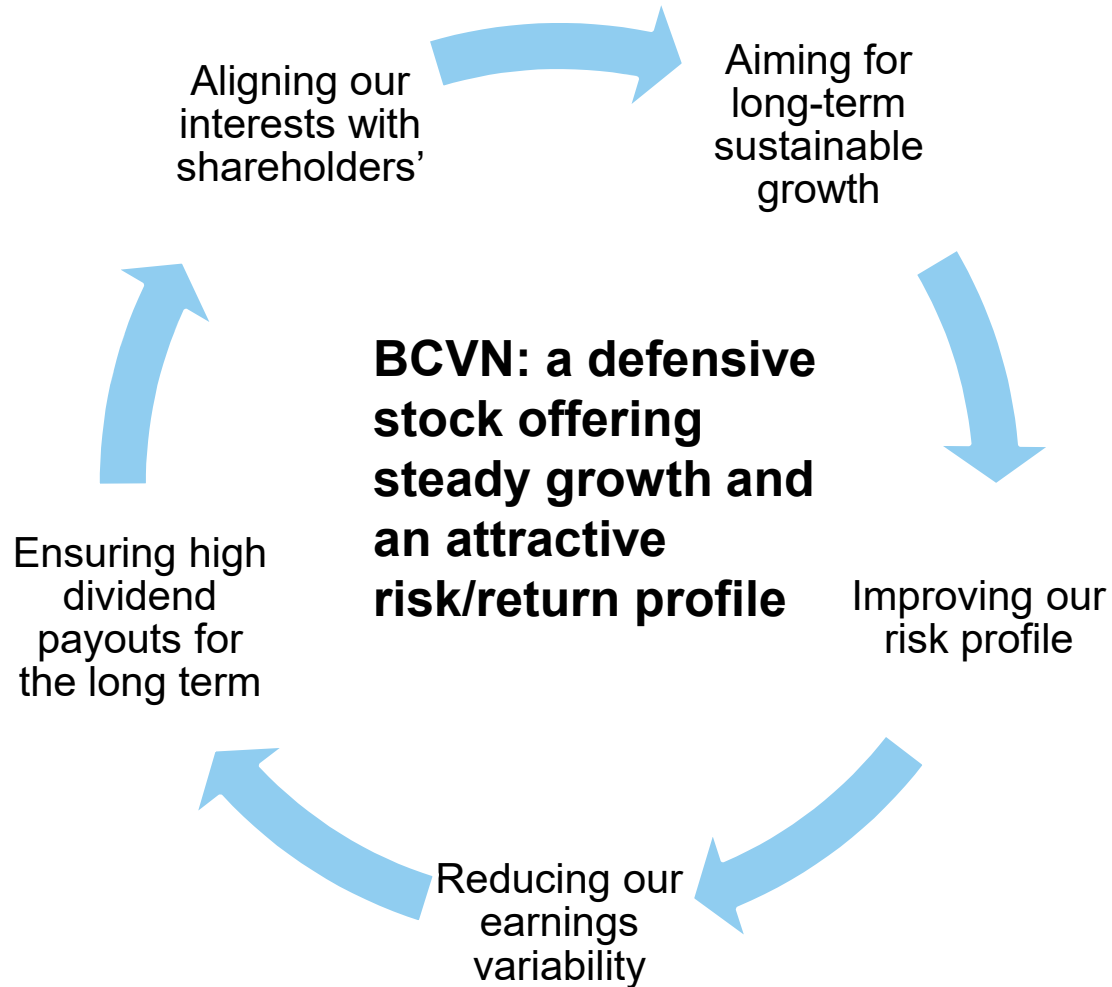 Aligning our
interests with
shareholders’
Aiming for
long-term
sustainable
growth
BCVN: a defensive
stock offering
steady growth and
an attractive
risk/return profile
Improving our
risk profile
Reducing our
earnings
variability
Ensuring high
dividend
payouts for
the long term